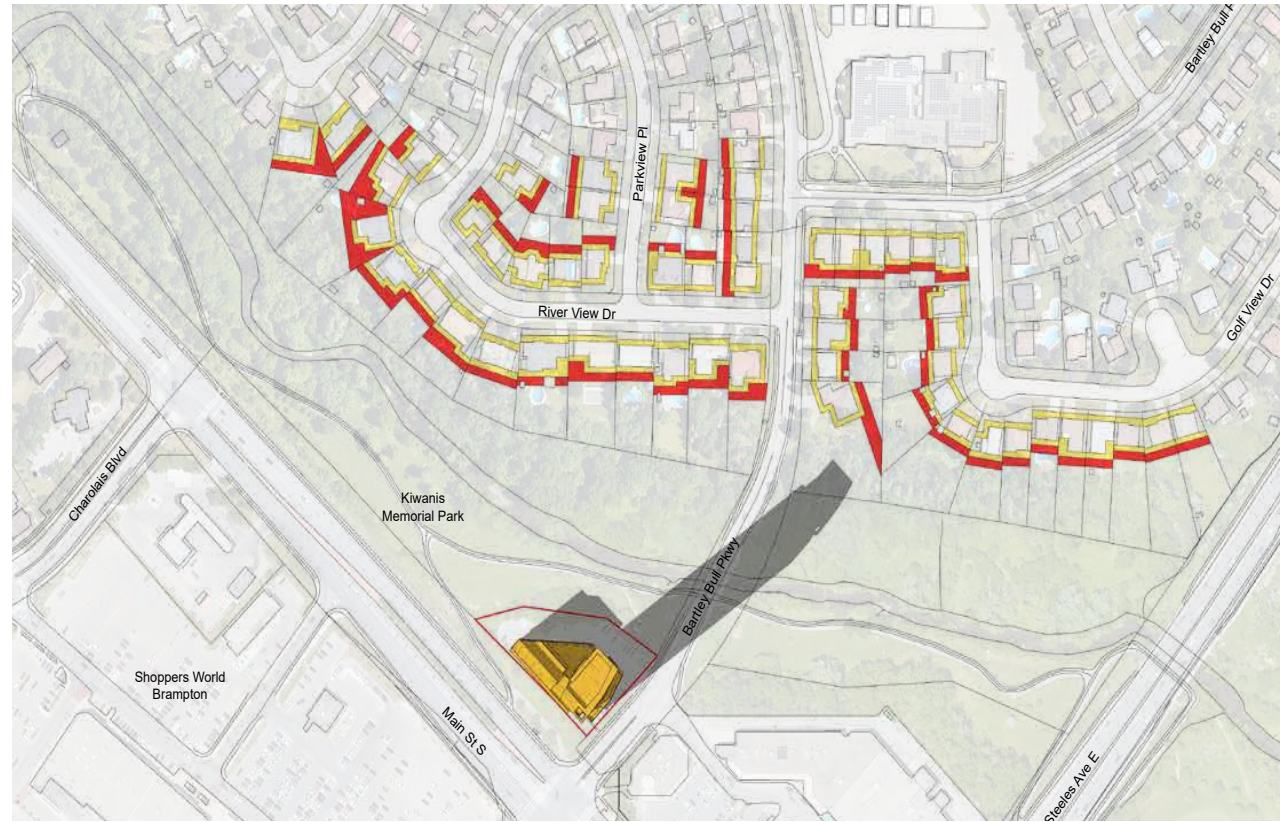 Bartley Bull P
Parkview Pl
Golf View Dr
River View Dr
Charolais Blvd
Kiwanis
Memorial Park
Bartley Bull Pkwy
Shoppers World
Brampton
Main St S
Steeles Ave E